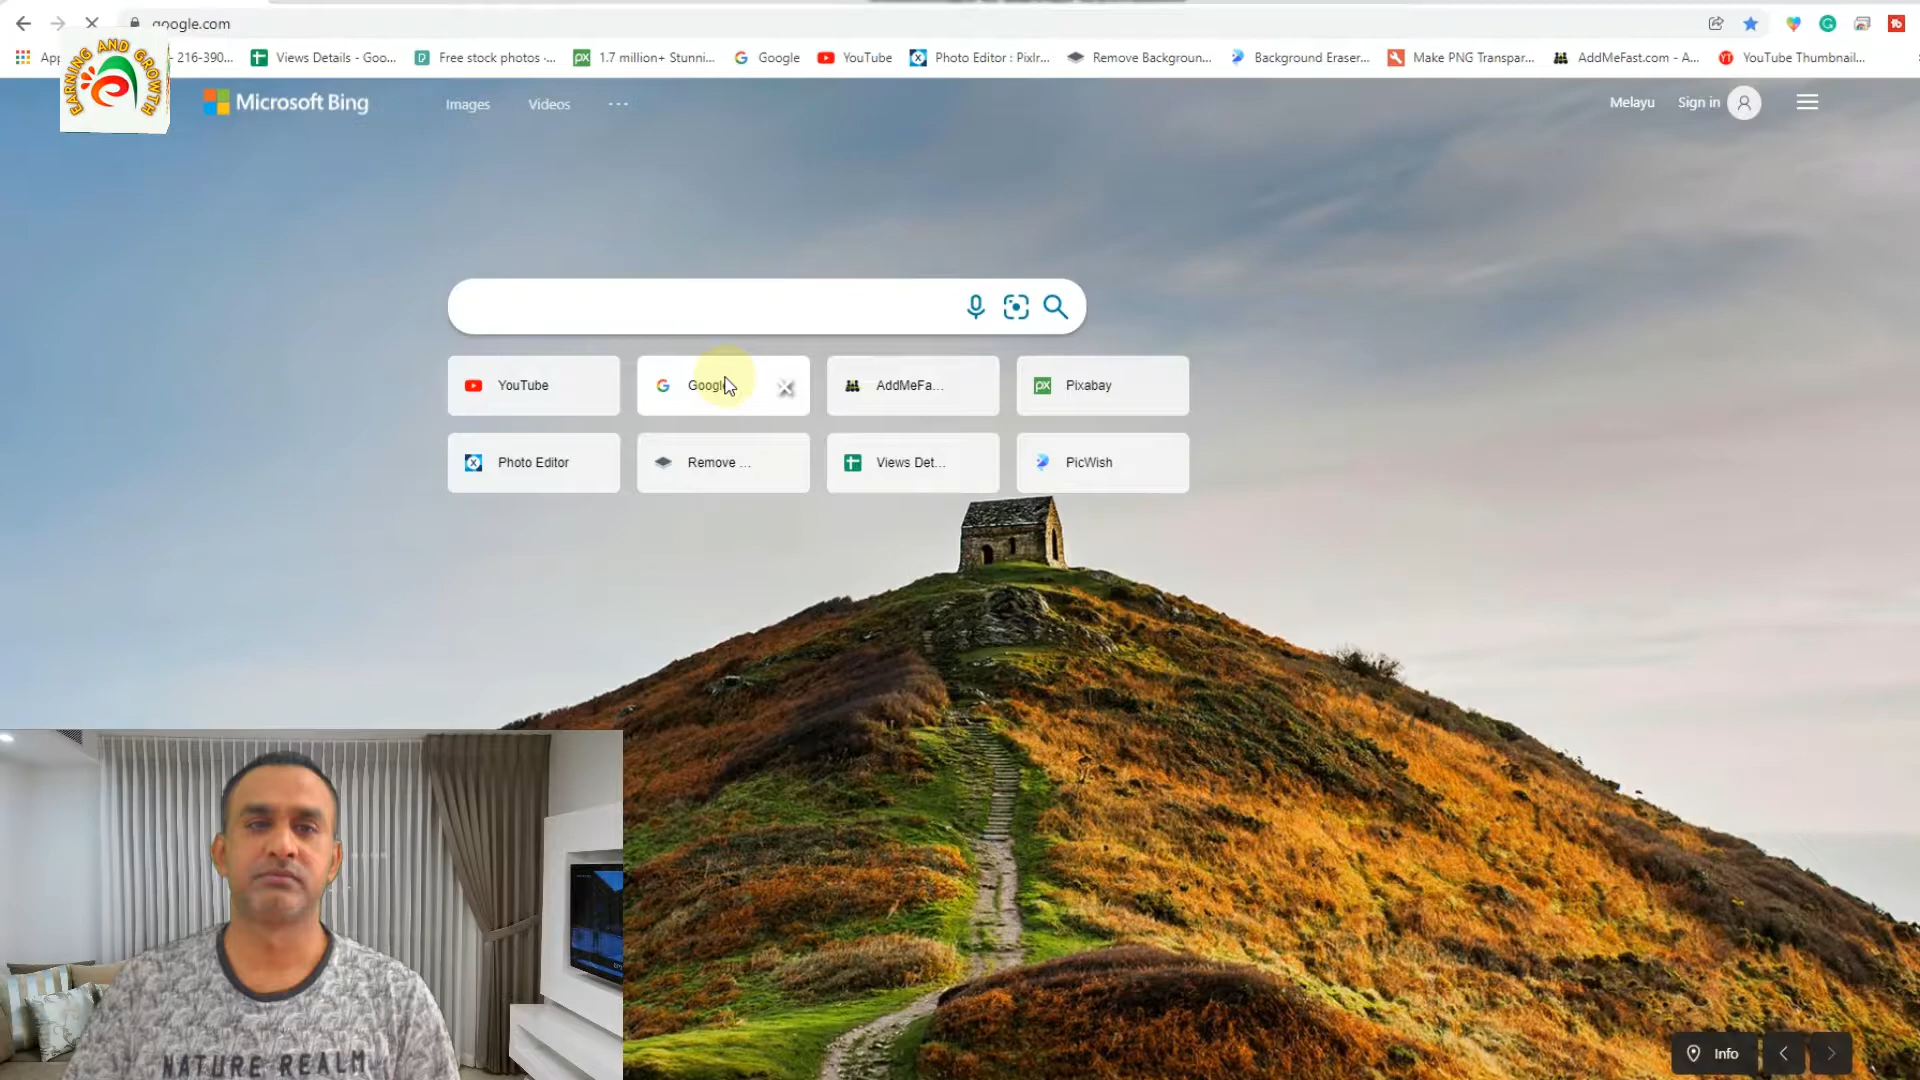 google.com
216-390...
Views Details - Goo...
Free stock photos -...
1.7 million+ Stunni...
Google
YouTube
Photo Editor : Pixlr...
Remove Backgroun...
Background Eraser...
Make PNG Transpar...
AddMeFast.com - A...
YouTube Thumbnail...
EARNING AND GROWTH
Microsoft Bing
Images
Videos
Melayu
Sign in
YouTube
Google
AddMeFa...
Pixabay
Photo Editor
Remove ...
Views Det...
PicWish
NATURE REALM
Info